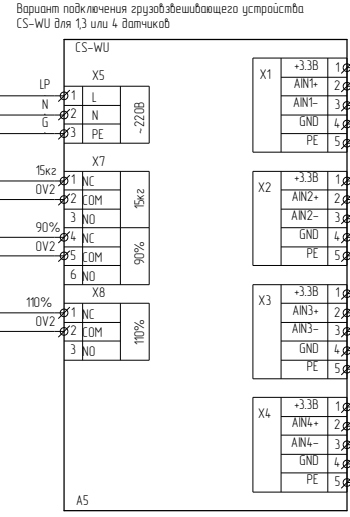 Вариант подключения грузовзвешивающего устройства
CS-WU для 1,3 или 4 датчиков
CS-WU
X5
LP 1 L
N 2 N
G 3 PE
~220В
X7
15кг 1 NC
0V2 2 COM
3 NO
15кг
90% 4 NC
0V2 5 COM
6 NO
90%
X8
110% 1 NC
0V2 2 COM
3 NO
110%
A5
X1
+3.3В 1
AIN1+ 2
AIN1- 3
GND 4
PE 5
X2
+3.3В 1
AIN2+ 2
AIN2- 3
GND 4
PE 5
X3
+3.3В 1
AIN3+ 2
AIN3- 3
GND 4
PE 5
X4
+3.3В 1
AIN4+ 2
AIN4- 3
GND 4
PE 5